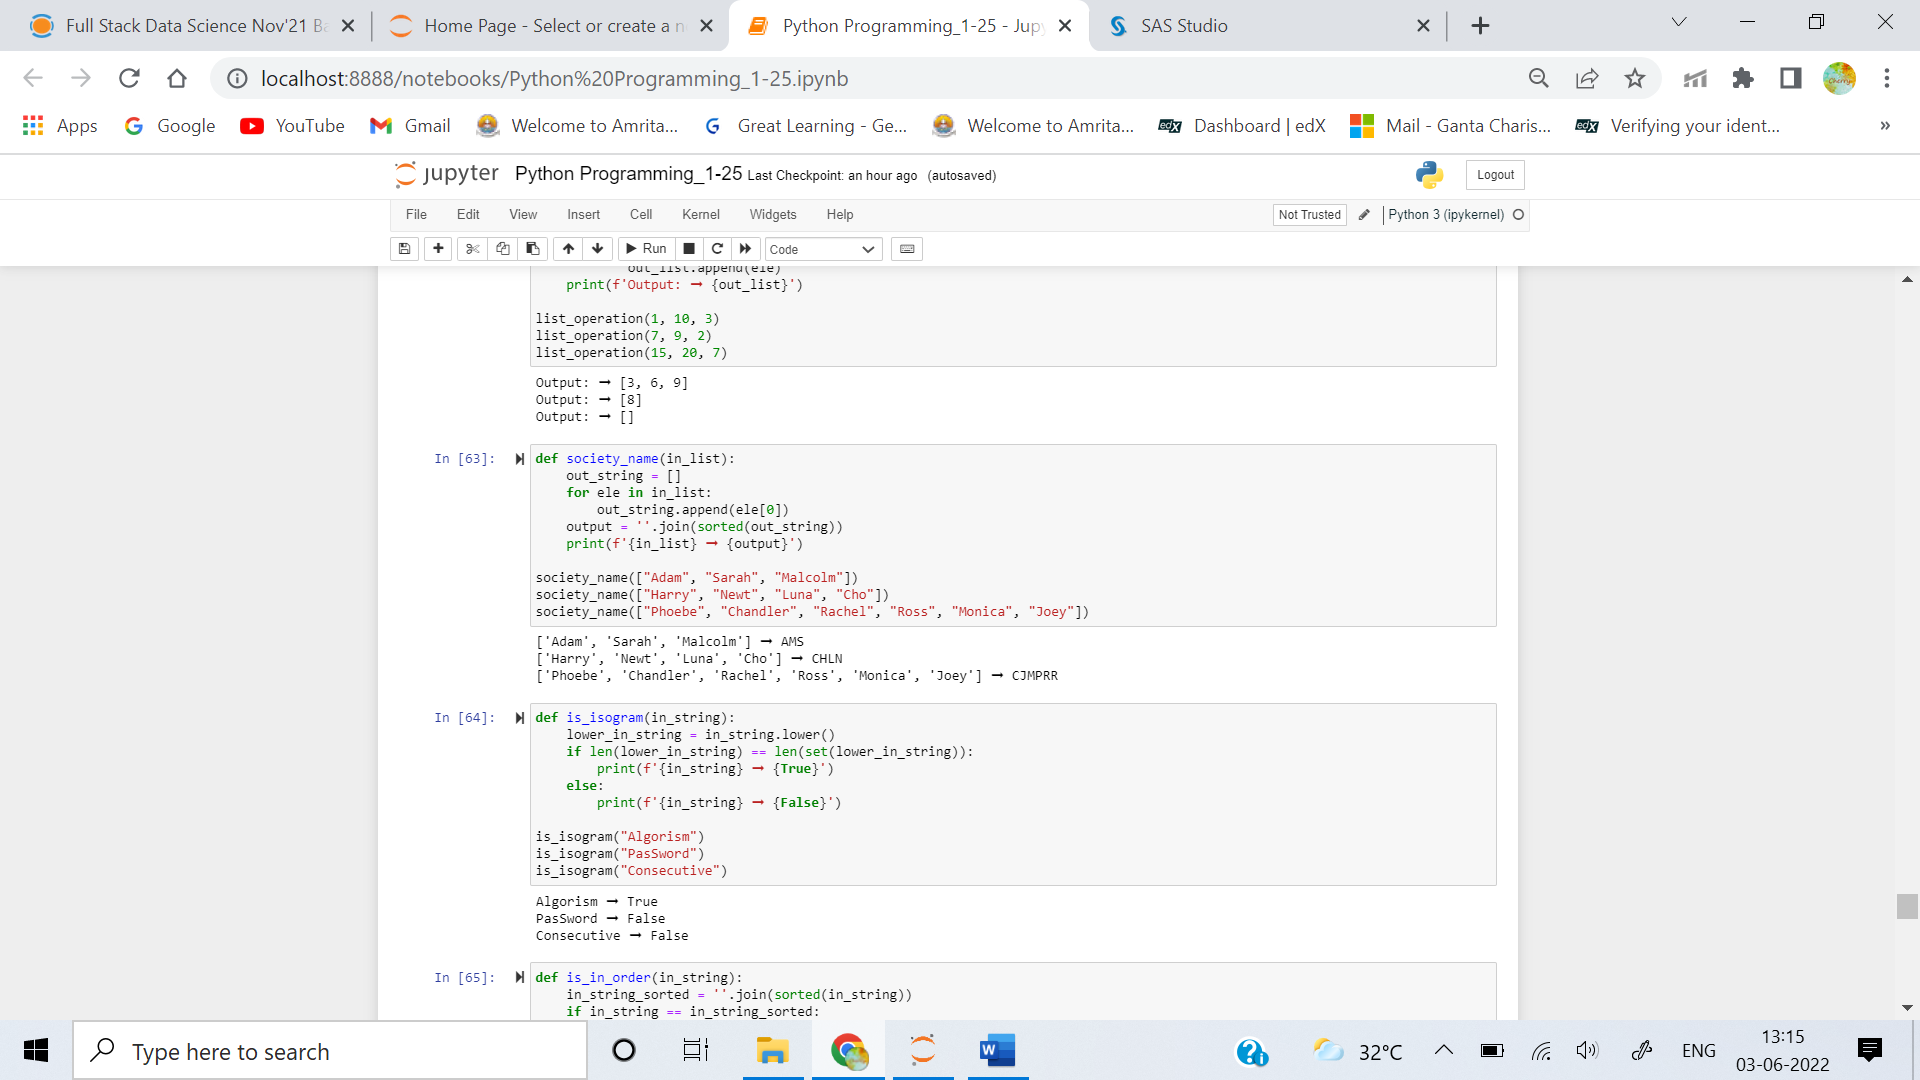 Full Stack Data Science Nov'21 Ba
Home Page - Select or create a n
Python Programming_1-25 - Jupy
SAS Studio
localhost:8888/notebooks/Python%20Programming_1-25.ipynb
Apps
Google
YouTube
Gmail
Welcome to Amrita...
Great Learning - Ge...
Welcome to Amrita...
Dashboard | edX
Mail - Ganta Charis...
Verifying your ident...
»
jupyter Python Programming_1-25 Last Checkpoint: an hour ago (autosaved)
Logout
File Edit View Insert Cell Kernel Widgets Help
Not Trusted
Python 3 (ipykernel)
Run
Code
out_list.append(ele)
print(f'Output: → {out_list}')
list_operation(1, 10, 3)
list_operation(7, 9, 2)
list_operation(15, 20, 7)
Output: → [3, 6, 9]
Output: → [8]
Output: → []
In [63]:
def society_name(in_list):
    out_string = []
    for ele in in_list:
        out_string.append(ele[0])
    output = ''.join(sorted(out_string))
    print(f'{in_list} → {output}')
society_name(["Adam", "Sarah", "Malcolm"])
society_name(["Harry", "Newt", "Luna", "Cho"])
society_name(["Phoebe", "Chandler", "Rachel", "Ross", "Monica", "Joey"])
['Adam', 'Sarah', 'Malcolm'] → AMS
['Harry', 'Newt', 'Luna', 'Cho'] → CHLN
['Phoebe', 'Chandler', 'Rachel', 'Ross', 'Monica', 'Joey'] → CJMPRR
In [64]:
def is_isogram(in_string):
    lower_in_string = in_string.lower()
    if len(lower_in_string) == len(set(lower_in_string)):
        print(f'{in_string} → {True}')
    else:
        print(f'{in_string} → {False}')
is_isogram("Algorism")
is_isogram("PasSword")
is_isogram("Consecutive")
Algorism → True
PasSword → False
Consecutive → False
In [65]:
def is_in_order(in_string):
    in_string_sorted = ''.join(sorted(in_string))
    if in_string == in_string_sorted:
Type here to search
32°C
ENG
13:15
03-06-2022